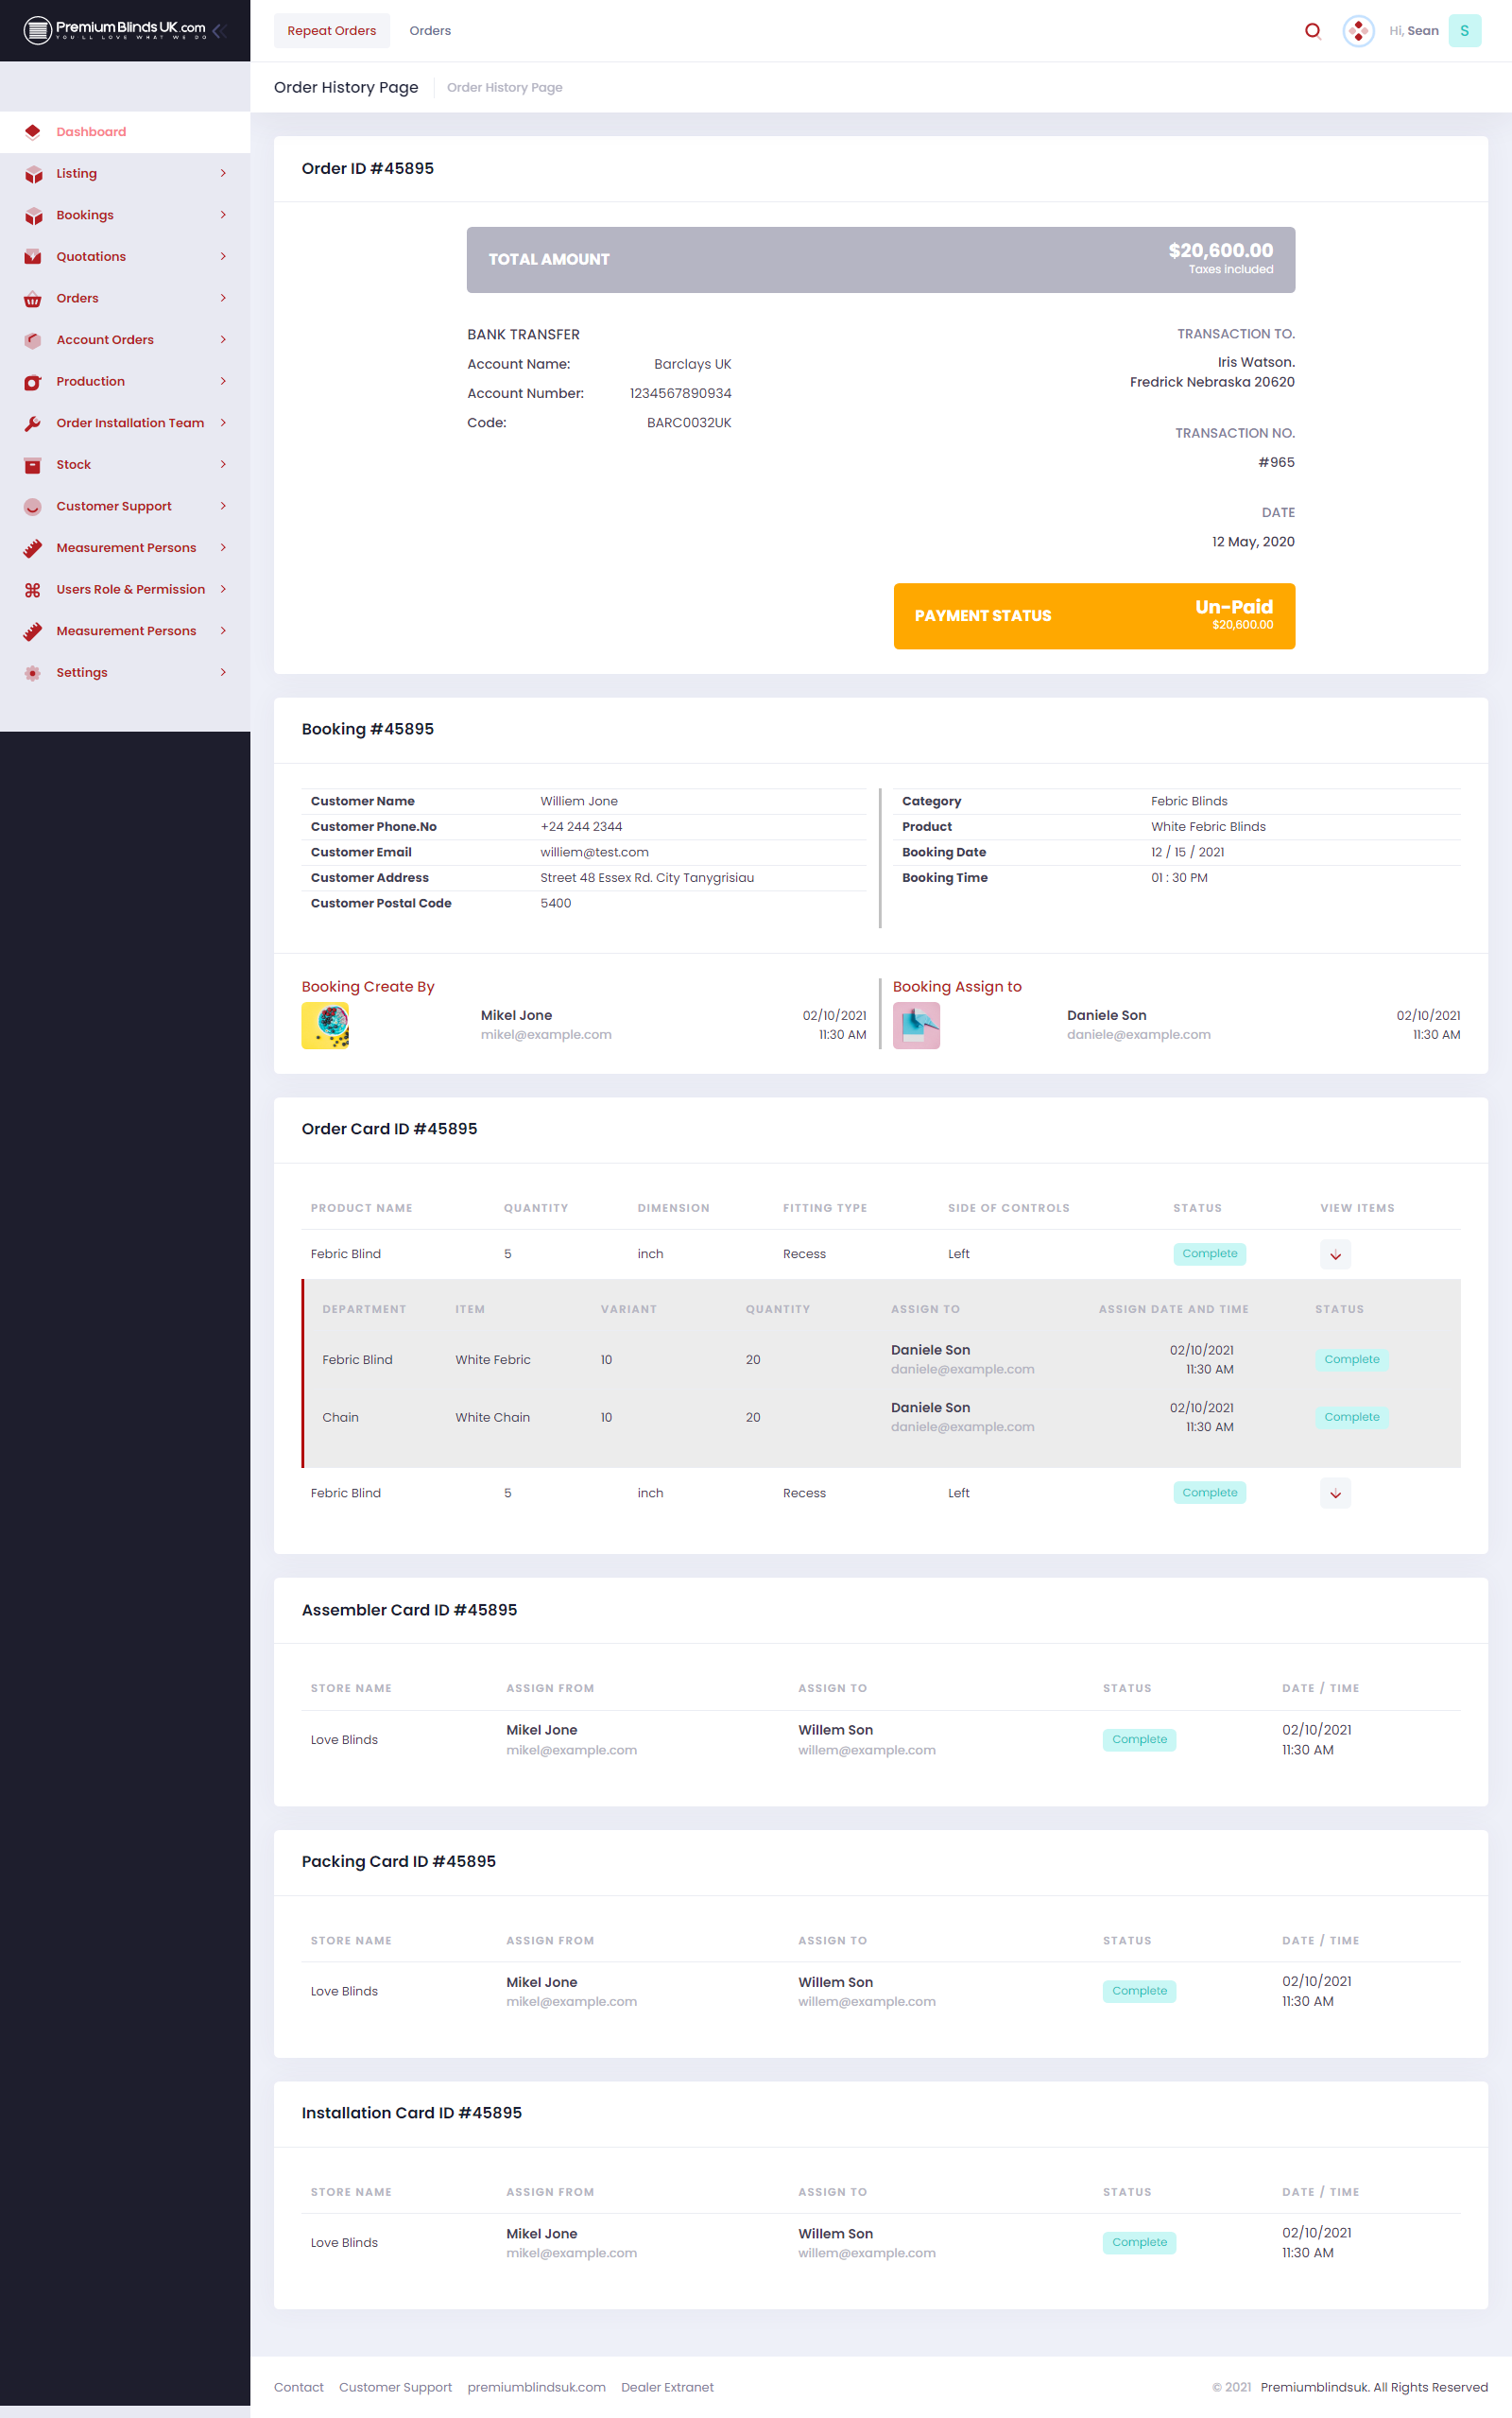 Premium Blinds UK.com
YOU'LL LOVE WHAT WE DO
Repeat Orders Orders
Hi, Sean S
Order History Page Order History Page
Dashboard
Listing
Bookings
Quotations
Orders
Account Orders
Production
Order Installation Team
Stock
Customer Support
Measurement Persons
Users Role & Permission
Measurement Persons
Settings
Order ID #45895
TOTAL AMOUNT $20,600.00
Taxes included
BANK TRANSFER
Account Name: Barclays UK
Account Number: 1234567890934
Code: BARC0032UK
TRANSACTION TO.
Iris Watson.
Fredrick Nebraska 20620
TRANSACTION NO.
#965
DATE
12 May, 2020
PAYMENT STATUS Un-Paid
$20,600.00
Booking #45895
Customer Name Williem Jone
Customer Phone.No +24 244 2344
Customer Email williem@test.com
Customer Address Street 48 Essex Rd. City Tanygrisiau
Customer Postal Code 5400
Category Febric Blinds
Product White Febric Blinds
Booking Date 12 / 15 / 2021
Booking Time 01 : 30 PM
Booking Create By
Mikel Jone 02/10/2021
mikel@example.com 11:30 AM
Booking Assign to
Daniele Son 02/10/2021
daniele@example.com 11:30 AM
Order Card ID #45895
PRODUCT NAME QUANTITY DIMENSION FITTING TYPE SIDE OF CONTROLS STATUS VIEW ITEMS
Febric Blind 5 inch Recess Left Complete
DEPARTMENT ITEM VARIANT QUANTITY ASSIGN TO ASSIGN DATE AND TIME STATUS
Febric Blind White Febric 10 20 Daniele Son 02/10/2021 Complete
daniele@example.com 11:30 AM
Chain White Chain 10 20 Daniele Son 02/10/2021 Complete
daniele@example.com 11:30 AM
Febric Blind 5 inch Recess Left Complete
Assembler Card ID #45895
STORE NAME ASSIGN FROM ASSIGN TO STATUS DATE / TIME
Love Blinds Mikel Jone Willem Son Complete 02/10/2021
mikel@example.com willem@example.com 11:30 AM
Packing Card ID #45895
STORE NAME ASSIGN FROM ASSIGN TO STATUS DATE / TIME
Love Blinds Mikel Jone Willem Son Complete 02/10/2021
mikel@example.com willem@example.com 11:30 AM
Installation Card ID #45895
STORE NAME ASSIGN FROM ASSIGN TO STATUS DATE / TIME
Love Blinds Mikel Jone Willem Son Complete 02/10/2021
mikel@example.com willem@example.com 11:30 AM
Contact Customer Support premiumblindsuk.com Dealer Extranet
© 2021 Premiumblindsuk. All Rights Reserved